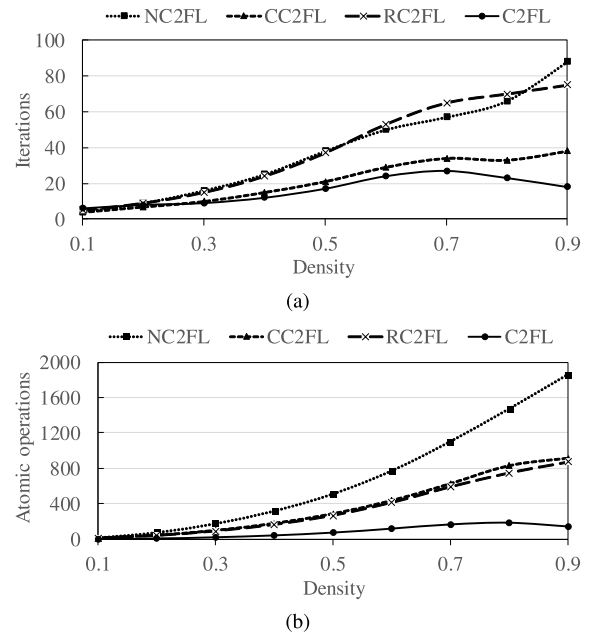 NC2FL CC2FL RC2FL C2FL
100
80
60
40
20
0
Iterations
0.1 0.3 0.5 0.7 0.9
Density
(a)
NC2FL CC2FL RC2FL C2FL
2000
1600
1200
800
400
0
Atomic operations
0.1 0.3 0.5 0.7 0.9
Density
(b)